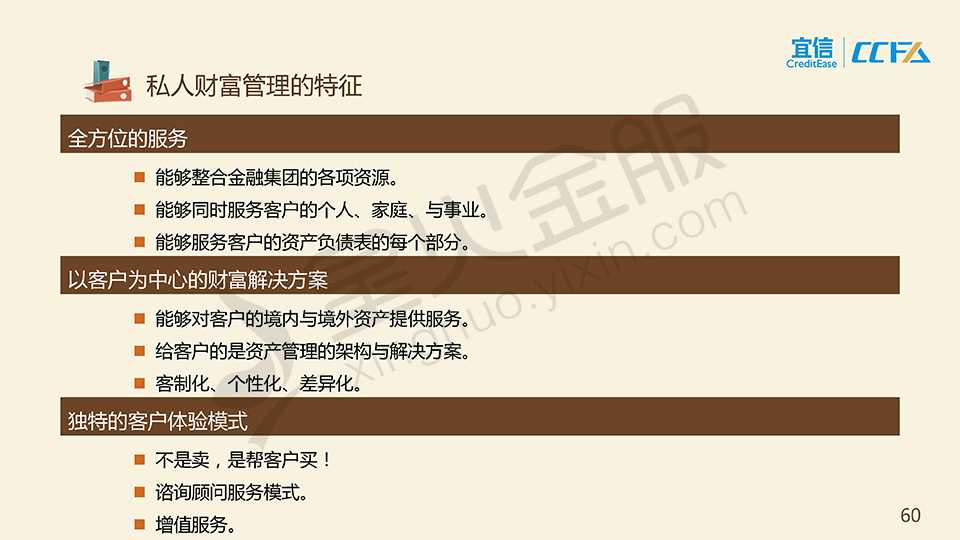 宜信
CreditEase
CCFA
私人财富管理的特征
全方位的服务
能够整合金融集团的各项资源。
能够同时服务客户的个人、家庭、与事业。
能够服务客户的资产负债表的每个部分。
以客户为中心的财富解决方案
能够对客户的境内与境外资产提供服务。
给客户的是资产管理的架构与解决方案。
客制化、个性化、差异化。
独特的客户体验模式
不是卖，是帮客户买！
谘询顾问服务模式。
增值服务。
60
星火金服
xinghuo.yixin.com